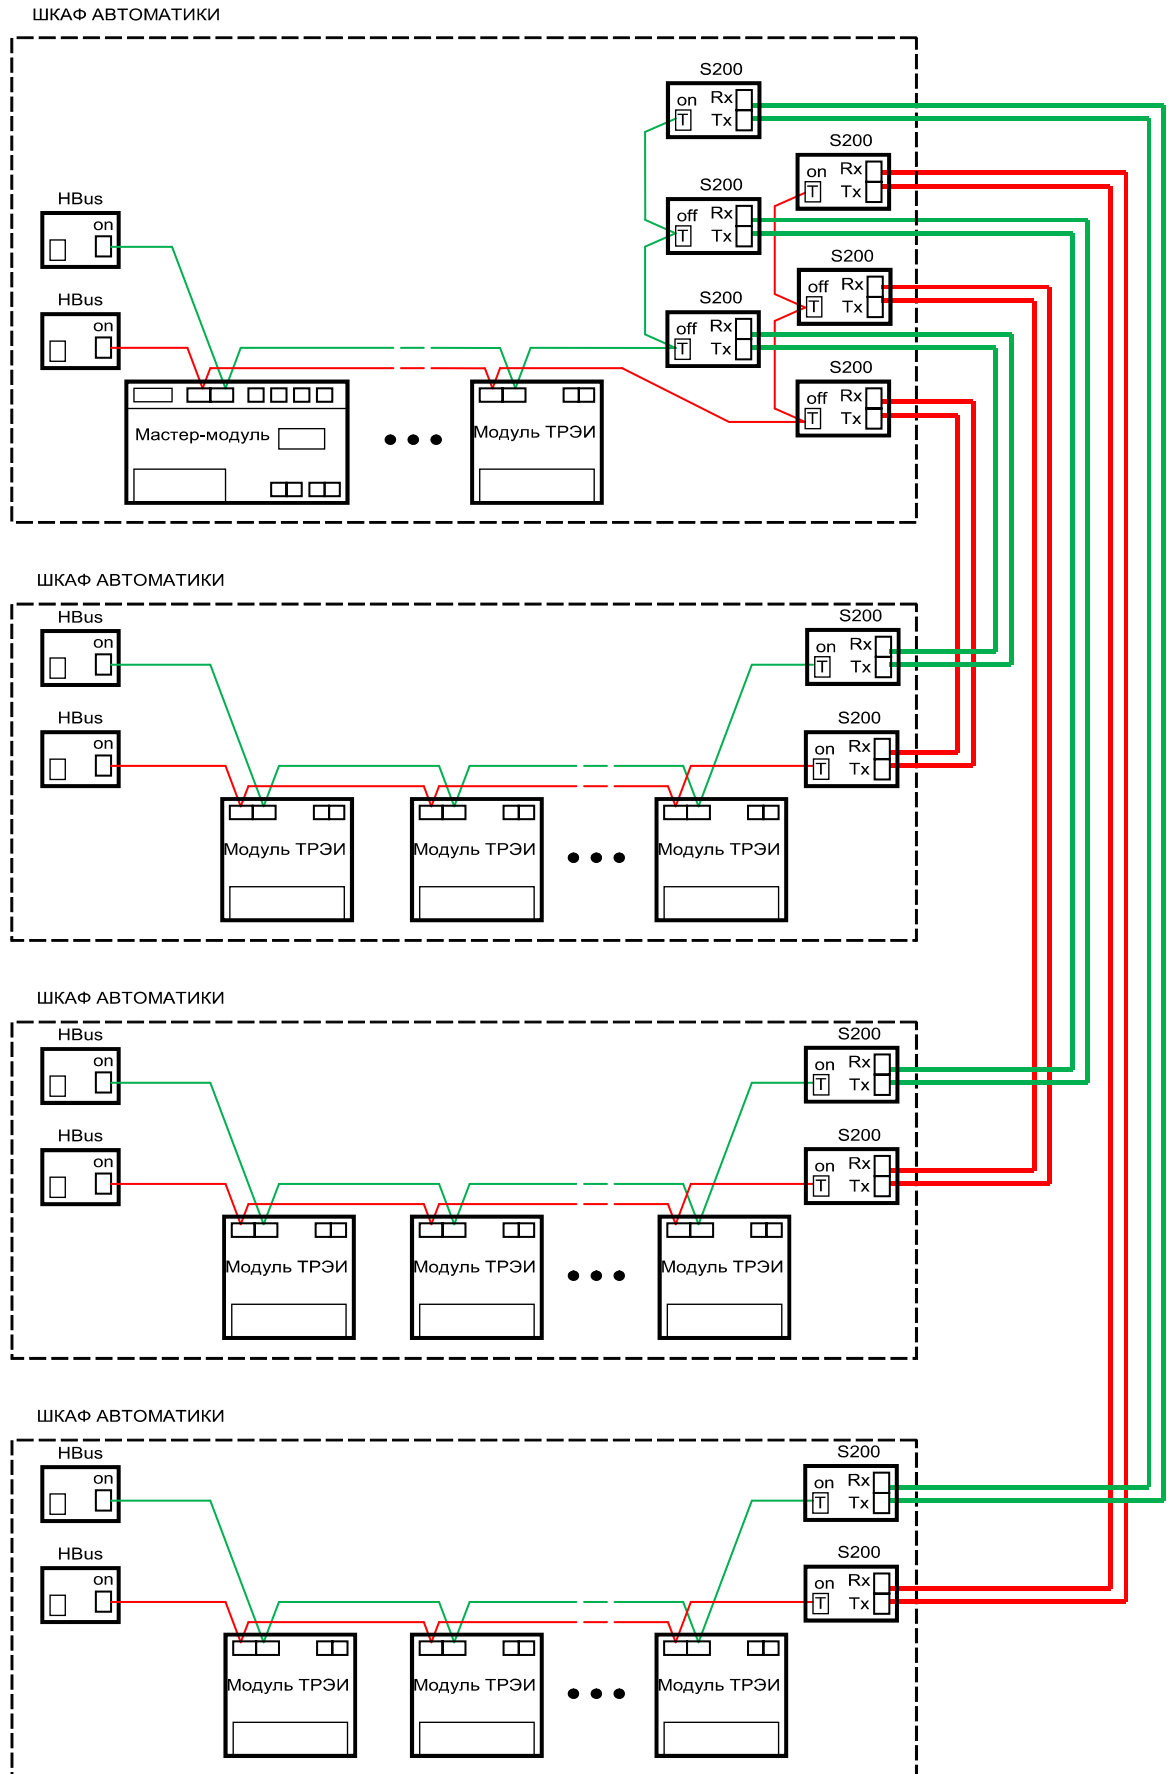 ШКАФ АВТОМАТИКИ
S200
on Rx
T Tx
S200
on Rx
T Tx
HBus
on
S200
off Rx
T Tx
S200
off Rx
T Tx
HBus
on
S200
off Rx
T Tx
S200
off Rx
T Tx
Мастер-модуль
Модуль ТРЭИ
ШКАФ АВТОМАТИКИ
HBus
on
S200
on Rx
T Tx
HBus
on
S200
on Rx
T Tx
Модуль ТРЭИ
Модуль ТРЭИ
Модуль ТРЭИ
ШКАФ АВТОМАТИКИ
HBus
on
S200
on Rx
T Tx
HBus
on
S200
on Rx
T Tx
Модуль ТРЭИ
Модуль ТРЭИ
Модуль ТРЭИ
ШКАФ АВТОМАТИКИ
HBus
on
S200
on Rx
T Tx
HBus
on
S200
on Rx
T Tx
Модуль ТРЭИ
Модуль ТРЭИ
Модуль ТРЭИ